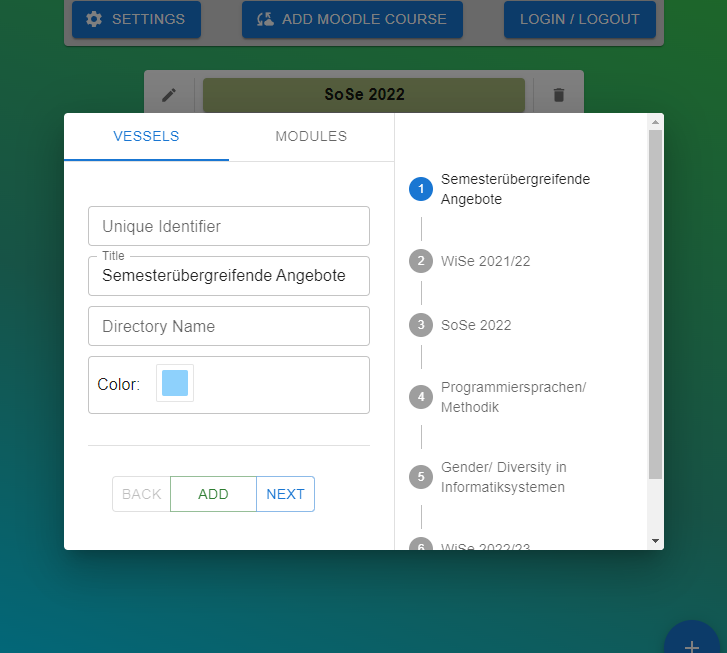 SETTINGS
ADD MOODLE COURSE
LOGIN / LOGOUT
SoSe 2022
VESSELS
MODULES
Unique Identifier
Title
Semesterübergreifende Angebote
Directory Name
Color:
BACK
ADD
NEXT
1
Semesterübergreifende
Angebote
2
WiSe 2021/22
3
SoSe 2022
4
Programmiersprachen/
Methodik
5
Gender/ Diversity in
Informatiksystemen
6
WiSe 2022/23